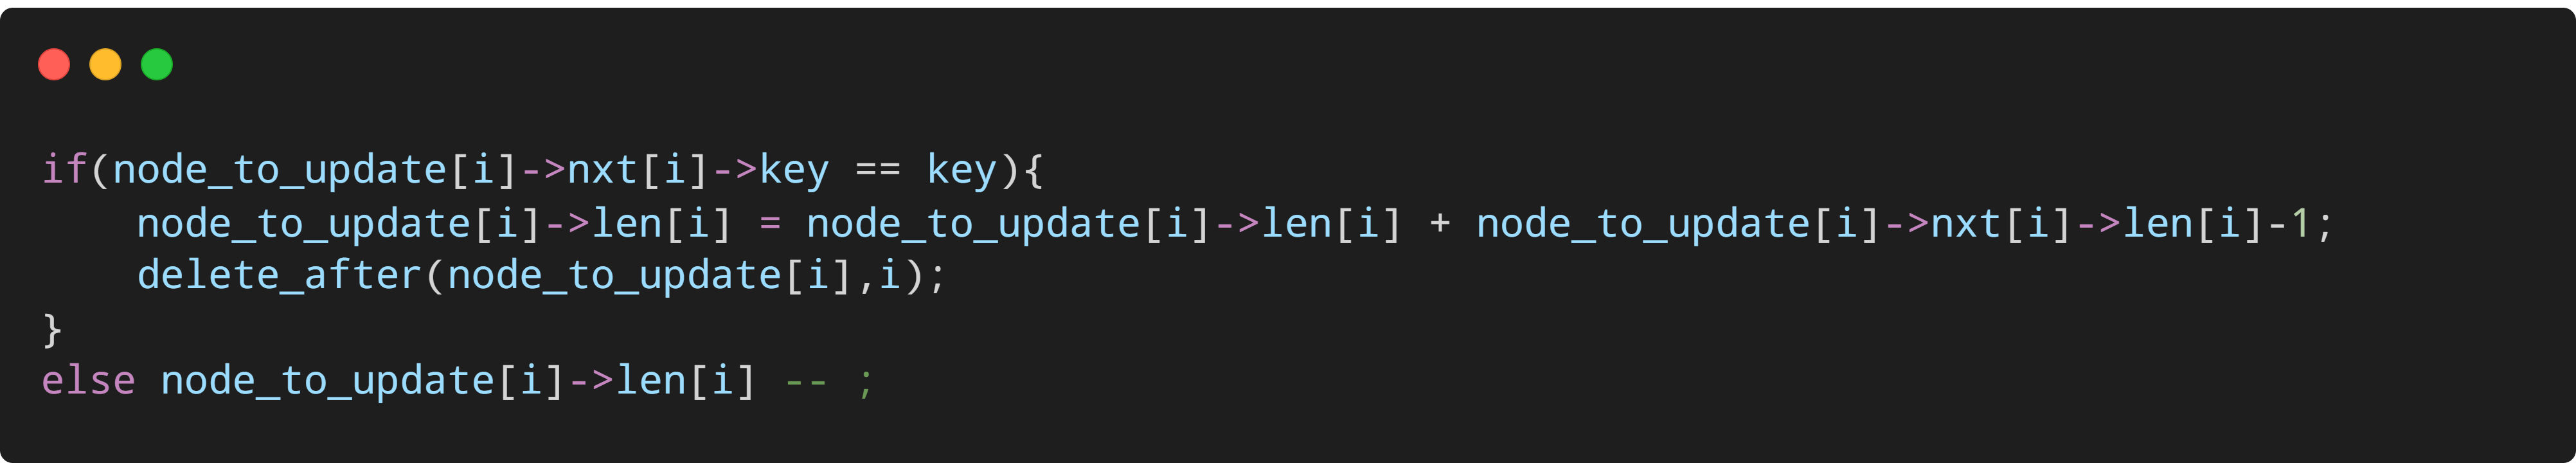 if(node_to_update[i]->nxt[i]->key == key){
    node_to_update[i]->len[i] = node_to_update[i]->len[i] + node_to_update[i]->nxt[i]->len[i]-1;
    delete_after(node_to_update[i],i);
}
else node_to_update[i]->len[i] -- ;